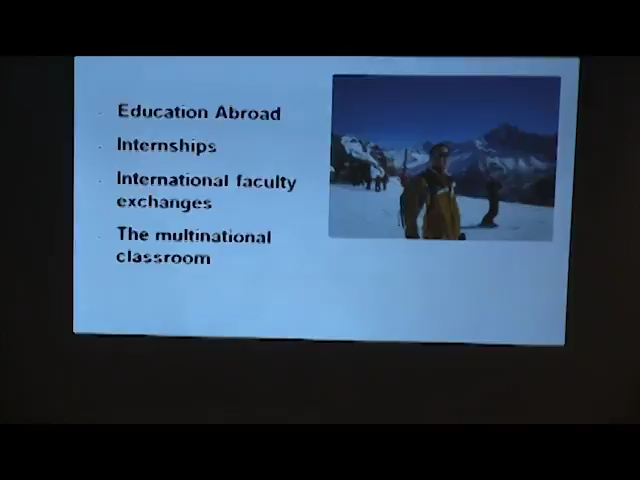 Education Abroad
Internships
International faculty
exchanges
The multinational
classroom